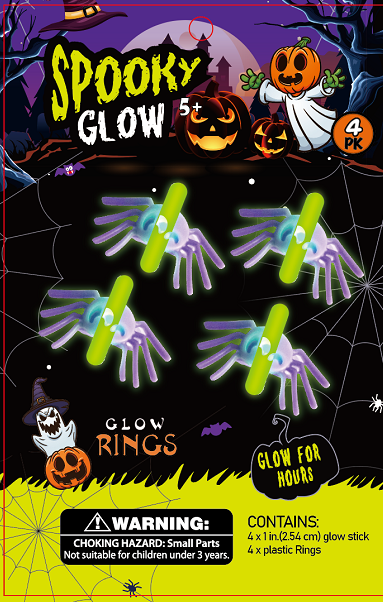 SPOOKY
GLOW 5+
4
PK
GLOW
RINGS
GLOW FOR
HOURS
WARNING:
CHOKING HAZARD: Small Parts
Not suitable for children under 3 years.
CONTAINS:
4 x 1 in.(2.54 cm) glow stick
4 x plastic Rings